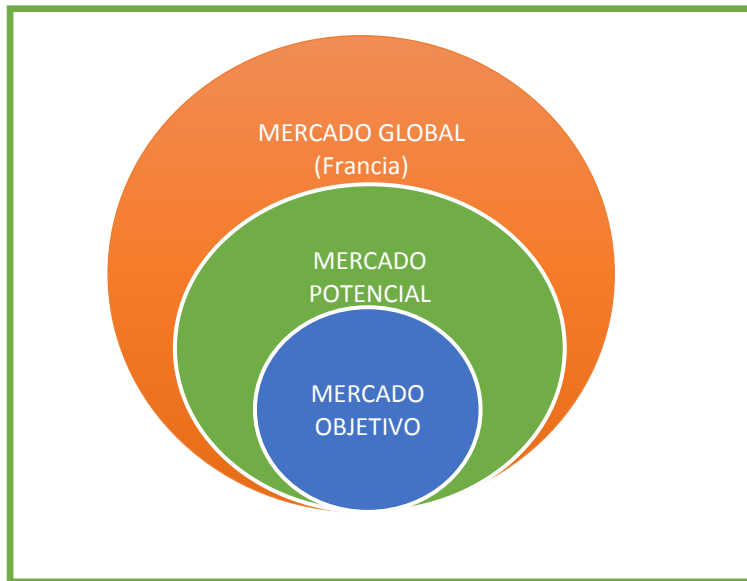 MERCADO GLOBAL
(Francia)
MERCADO
POTENCIAL
MERCADO
OBJETIVO